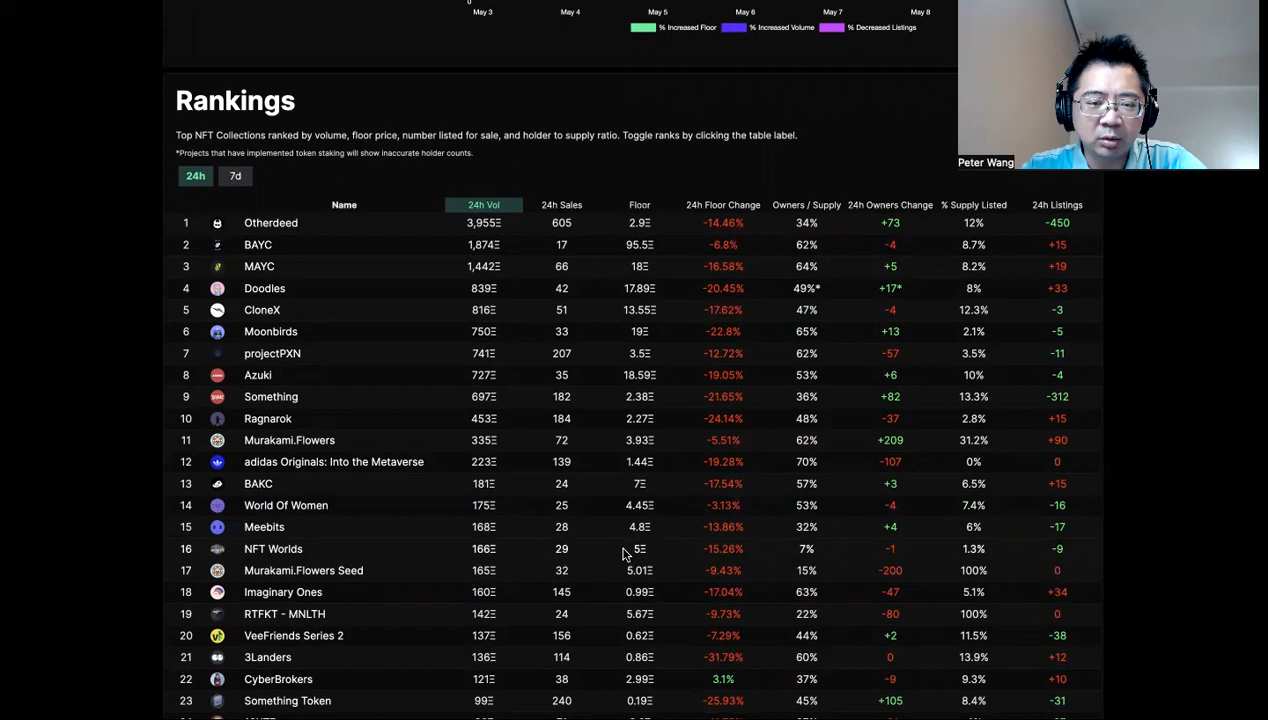 0
May 3 May 4 May 5 May 6 May 7 May 8
% Increased Floor % Increased Volume % Decreased Listings
Peter Wang
Rankings
Top NFT Collections ranked by volume, floor price, number listed for sale, and holder to supply ratio. Toggle ranks by clicking the table label.
*Projects that have implemented token staking will show inaccurate holder counts.
24h 7d
Name 24h Vol 24h Sales Floor 24h Floor Change Owners / Supply 24h Owners Change % Supply Listed 24h Listings
1 Otherdeed 3,955Ξ 605 2.9Ξ -14.46% 34% +73 12% -450
2 BAYC 1,874Ξ 17 95.5Ξ -6.8% 62% -4 8.7% +15
3 MAYC 1,442Ξ 66 18Ξ -16.58% 64% +5 8.2% +19
4 Doodles 839Ξ 42 17.89Ξ -20.45% 49%* +17* 8% +33
5 CloneX 816Ξ 51 13.55Ξ -17.62% 47% -4 12.3% -3
6 Moonbirds 750Ξ 33 19Ξ -22.8% 65% +13 2.1% -5
7 projectPXN 741Ξ 207 3.5Ξ -12.72% 62% -57 3.5% -11
8 Azuki 727Ξ 35 18.59Ξ -19.05% 53% +6 10% -4
9 Something 697Ξ 182 2.38Ξ -21.65% 36% +82 13.3% -312
10 Ragnarok 453Ξ 184 2.27Ξ -24.14% 48% -37 2.8% +15
11 Murakami.Flowers 335Ξ 72 3.93Ξ -5.51% 62% +209 31.2% +90
12 adidas Originals: Into the Metaverse 223Ξ 139 1.44Ξ -19.28% 70% -107 0% 0
13 BAKC 181Ξ 24 7Ξ -17.54% 57% +3 6.5% +15
14 World Of Women 175Ξ 25 4.45Ξ -3.13% 53% -4 7.4% -16
15 Meebits 168Ξ 28 4.8Ξ -13.86% 32% +4 6% -17
16 NFT Worlds 166Ξ 29 5Ξ -15.26% 7% -1 1.3% -9
17 Murakami.Flowers Seed 165Ξ 32 5.01Ξ -9.43% 15% -200 100% 0
18 Imaginary Ones 160Ξ 145 0.99Ξ -17.04% 63% -47 5.1% +34
19 RTFKT - MNLTH 142Ξ 24 5.67Ξ -9.73% 22% -80 100% 0
20 VeeFriends Series 2 137Ξ 156 0.62Ξ -7.29% 44% +2 11.5% -38
21 3Landers 136Ξ 114 0.86Ξ -31.79% 60% 0 13.9% +12
22 CyberBrokers 121Ξ 38 2.99Ξ 3.1% 37% -9 9.3% +10
23 Something Token 99Ξ 240 0.19Ξ -25.93% 45% +105 8.4% -31